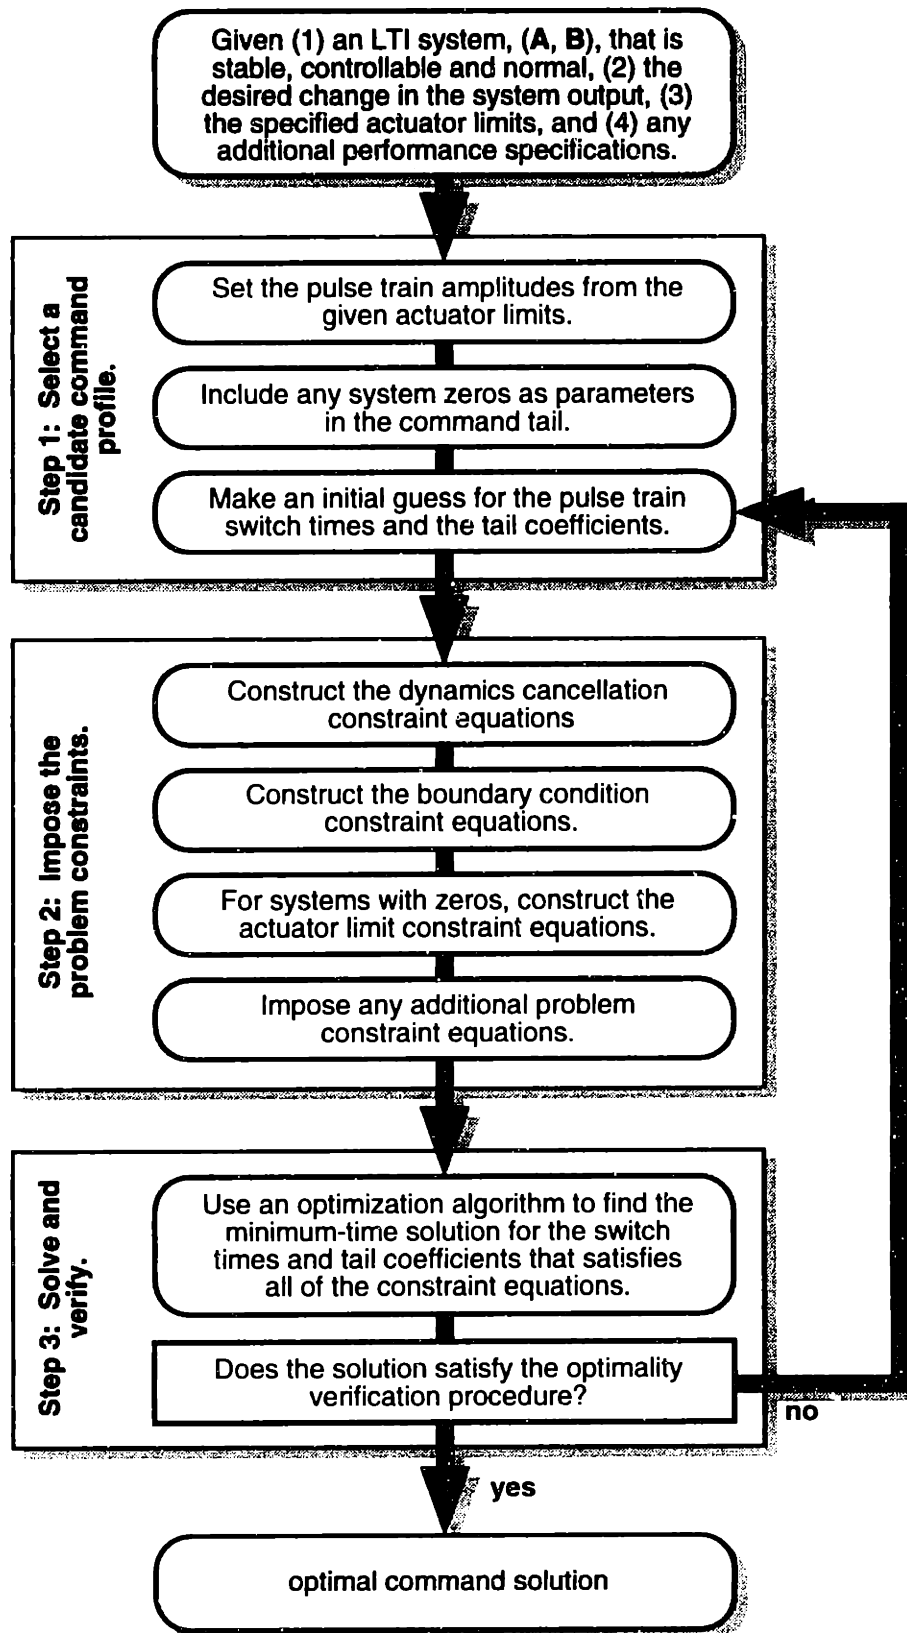 Given (1) an LTI system, (A, B), that is
stable, controllable and normal, (2) the
desired change in the system output, (3)
the specified actuator limits, and (4) any
additional performance specifications.
Step 1: Select a
candidate command
profile.
Set the pulse train amplitudes from the
given actuator limits.
Include any system zeros as parameters
in the command tail.
Make an initial guess for the pulse train
switch times and the tail coefficients.
Step 2: Impose the
problem constraints.
Construct the dynamics cancellation
constraint equations
Construct the boundary condition
constraint equations.
For systems with zeros, construct the
actuator limit constraint equations.
Impose any additional problem
constraint equations.
Step 3: Solve and
verify.
Use an optimization algorithm to find the
minimum-time solution for the switch
times and tail coefficients that satisfies
all of the constraint equations.
Does the solution satisfy the optimality
verification procedure?
no
yes
optimal command solution